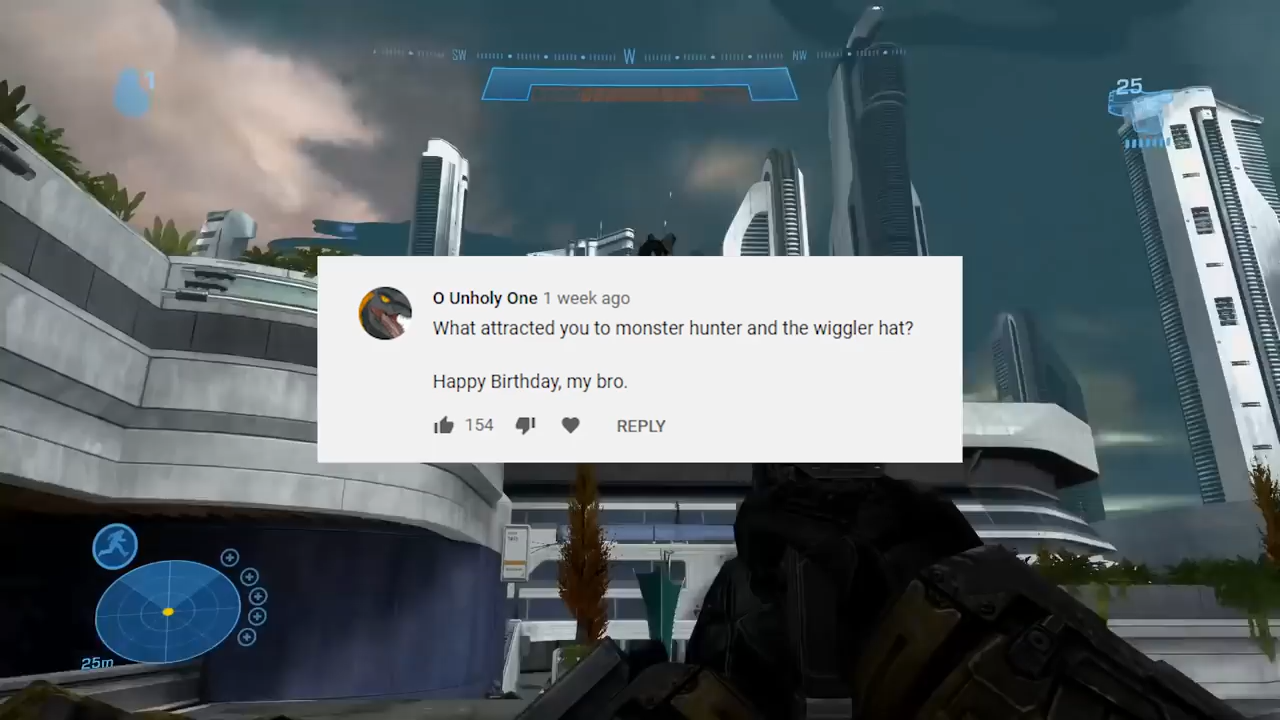 SW W NW
1
25
O Unholy One 1 week ago
What attracted you to monster hunter and the wiggler hat?
Happy Birthday, my bro.
154 REPLY
25m